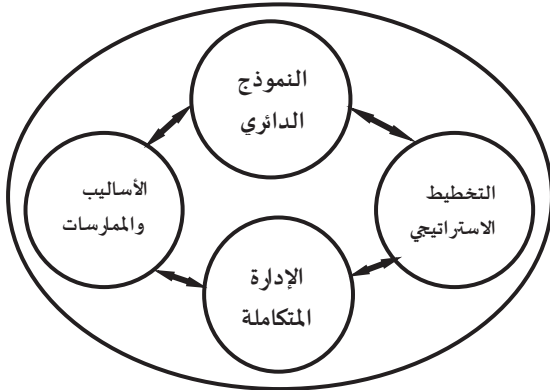 النموذج
الدائري
التخطيط
الاستراتيجي
الأساليب
والممارسات
الإدارة
المتكاملة